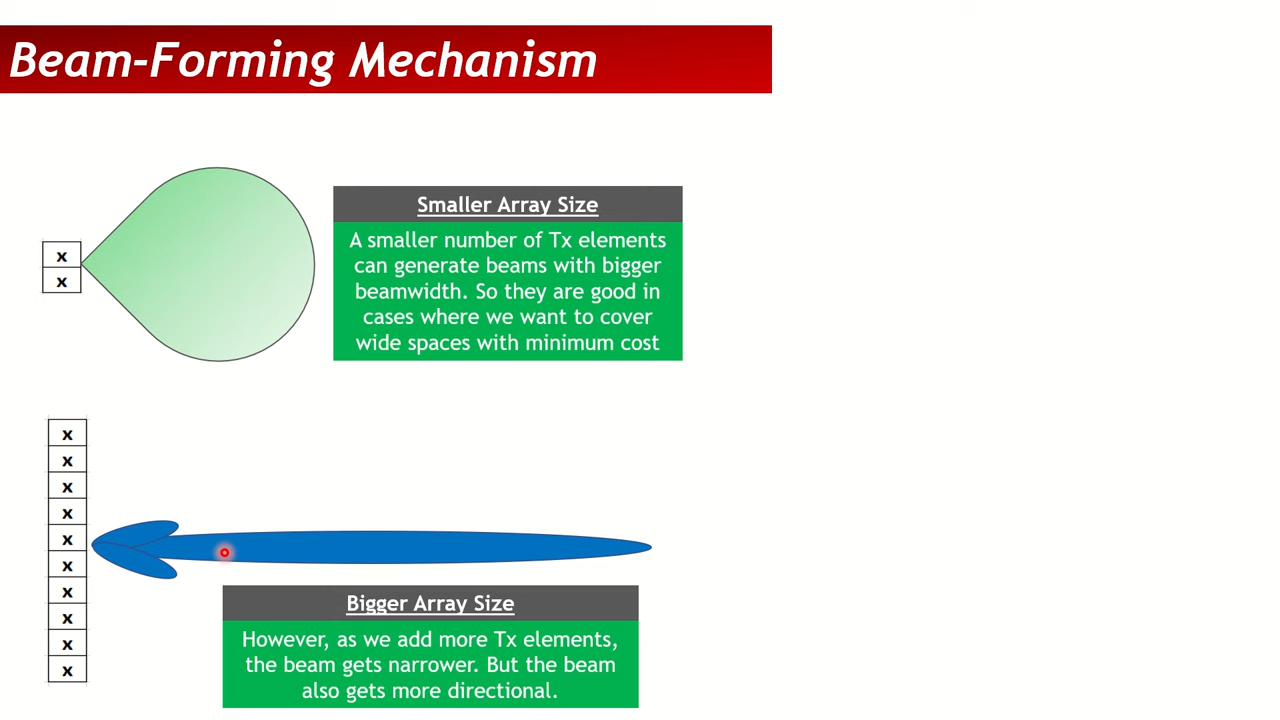 Beam-Forming Mechanism
x
x
Smaller Array Size
A smaller number of Tx elements
can generate beams with bigger
beamwidth. So they are good in
cases where we want to cover
wide spaces with minimum cost
x
x
x
x
x
x
x
x
x
x
Bigger Array Size
However, as we add more Tx elements,
the beam gets narrower. But the beam
also gets more directional.